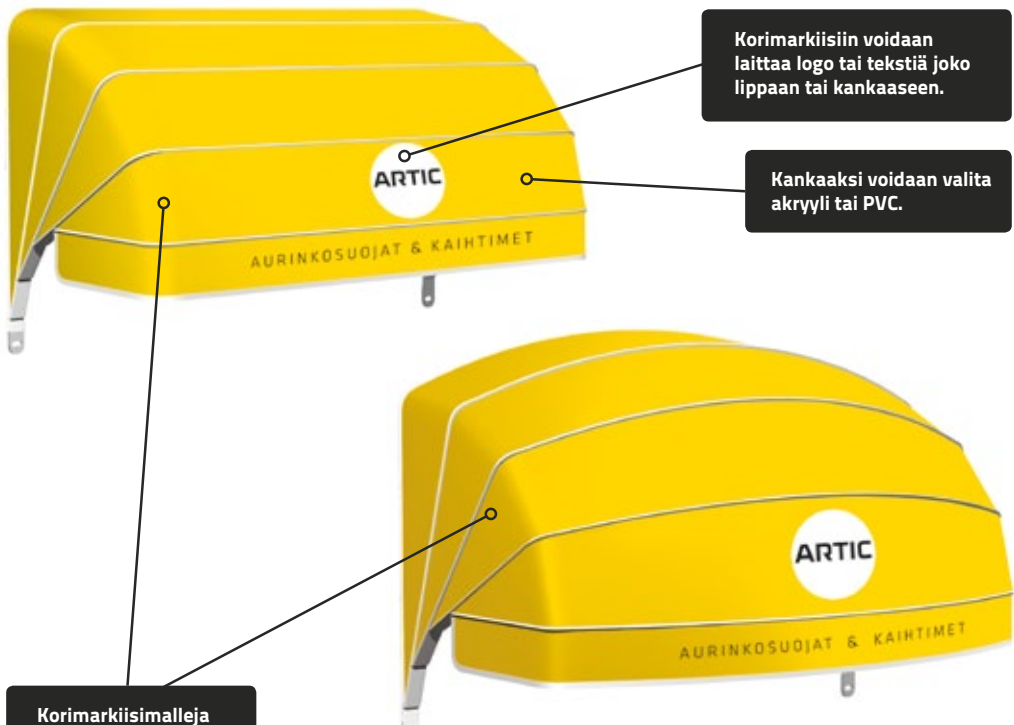 Korimarkiisiin voidaan
laittaa logo tai tekstiä joko
lippaan tai kankaaseen.
Kankaaksi voidaan valita
akryyli tai PVC.
ARTIC
AURINKOSUOJAT & KAIHTIMET
ARTIC
AURINKOSUOJAT & KAIHTIMET
Korimarkiisimalleja